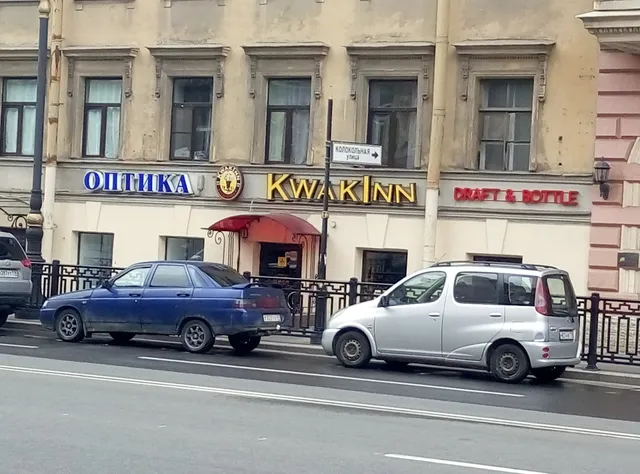 ОПТИКА
KWAKINN
КОЛОКОЛЬНАЯ
УЛИЦА
DRAFT & BOTTLE